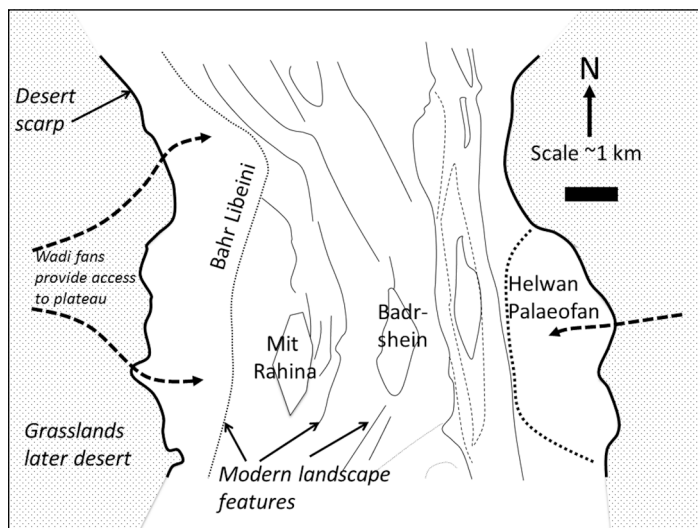 Desert
scarp
N
Scale ~1 km
Bahr Libeini
Wadi fans
provide access
to plateau
Helwan
Palaeofan
Badr-
shein
Mit
Rahina
Grasslands
later desert
Modern landscape
features